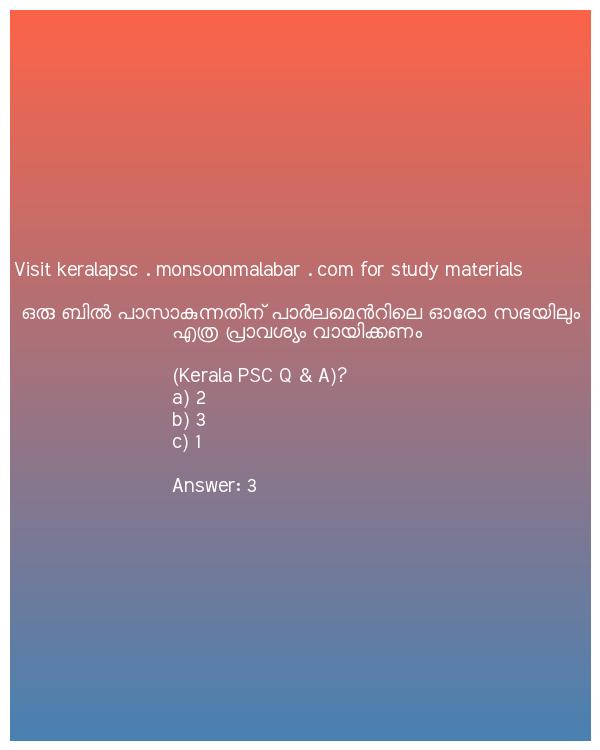 Visit keralapsc . monsoonmalabar . com for study materials
ഒരു ബിൽ പാസാകുന്നതിന് പാർലമെൻറിലെ ഓരോ സഭയിലും
എത്ര പ്രാവശ്യം വായിക്കണം
(Kerala PSC Q & A)?
a) 2
b) 3
c) 1
Answer: 3